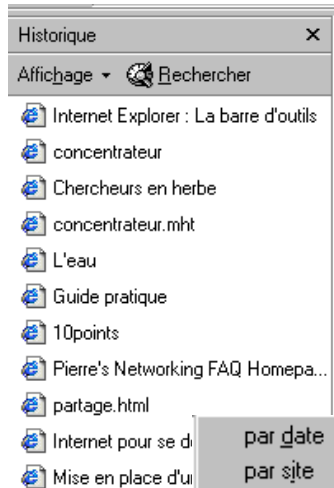 Historique
Affichage Rechercher
Internet Explorer : La barre d'outils
concentrateur
Chercheurs en herbe
concentrateur.mht
L'eau
Guide pratique
10points
Pierre's Networking FAQ Homepa...
partage.html
Internet pour se
Mise en place
par date
par site